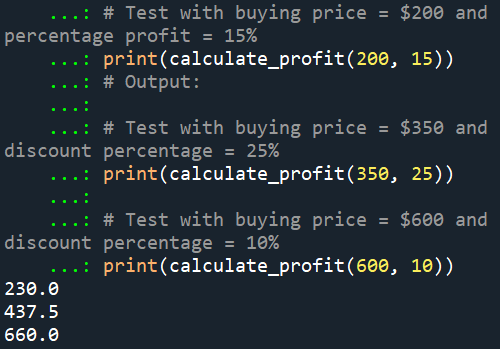 ...: # Test with buying price = $200 and
percentage profit = 15%
...: print(calculate_profit(200, 15))
...: # Output:
...:
...: # Test with buying price = $350 and
discount percentage = 25%
...: print(calculate_profit(350, 25))
...:
...: # Test with buying price = $600 and
discount percentage = 10%
...: print(calculate_profit(600, 10))
230.0
437.5
660.0